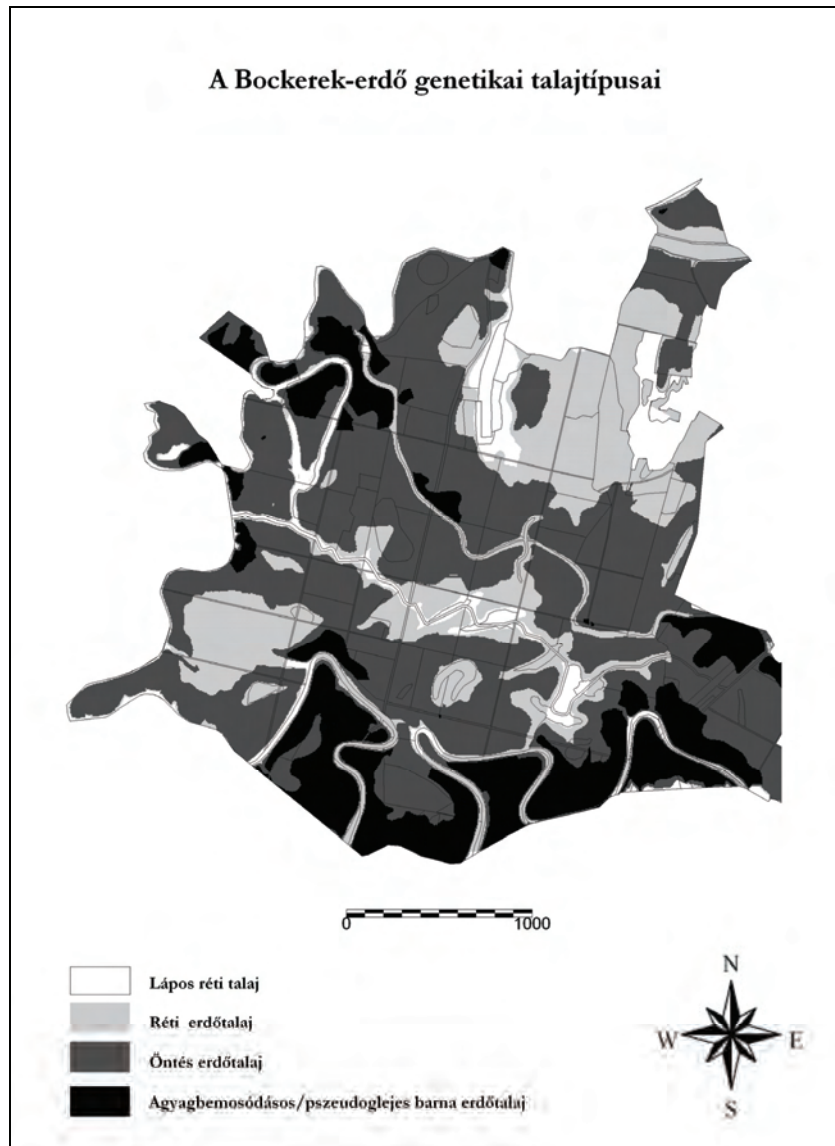 A Bockerek-erdő genetikai talajtípusai
0 1000
Lápos réti talaj
Réti erdőtalaj
Öntés erdőtalaj
Agyagbemosódásos/pszeudoglejes barna erdőtalaj
N
W E
S